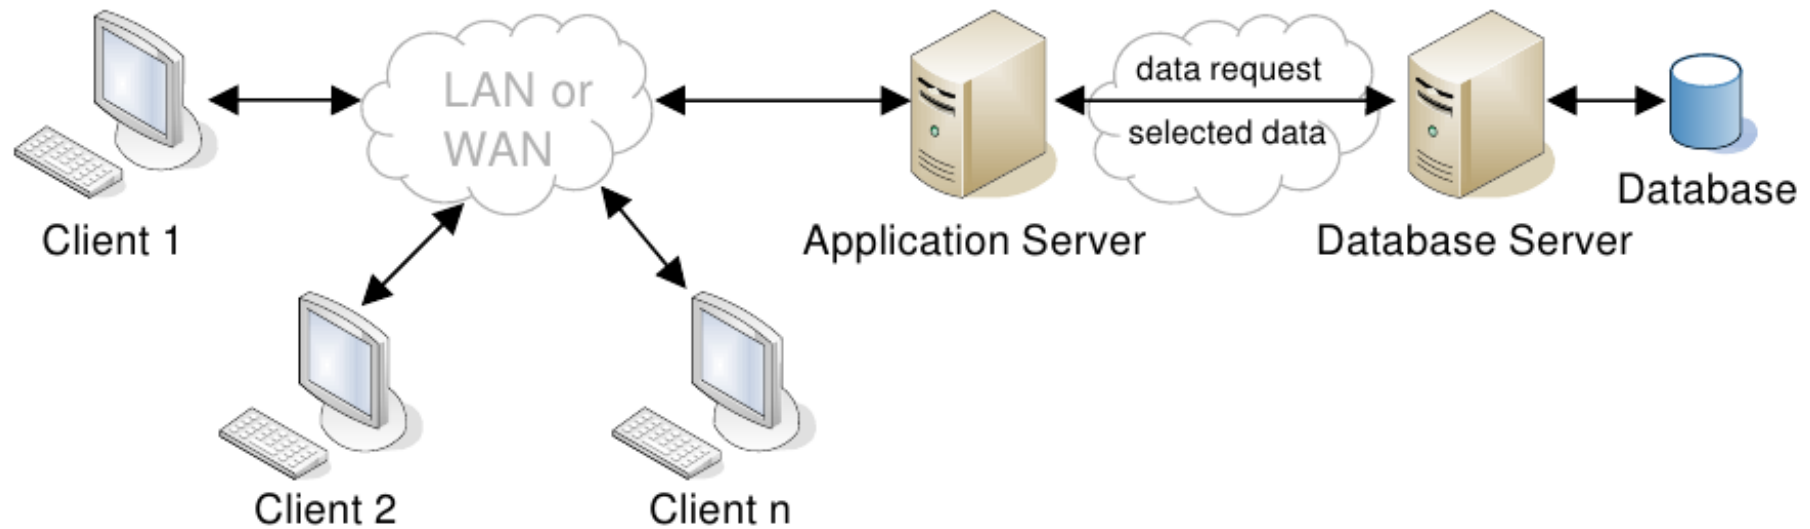 LAN or
WAN
data request
selected data
Database
Client 1
Application Server
Database Server
Client 2
Client n